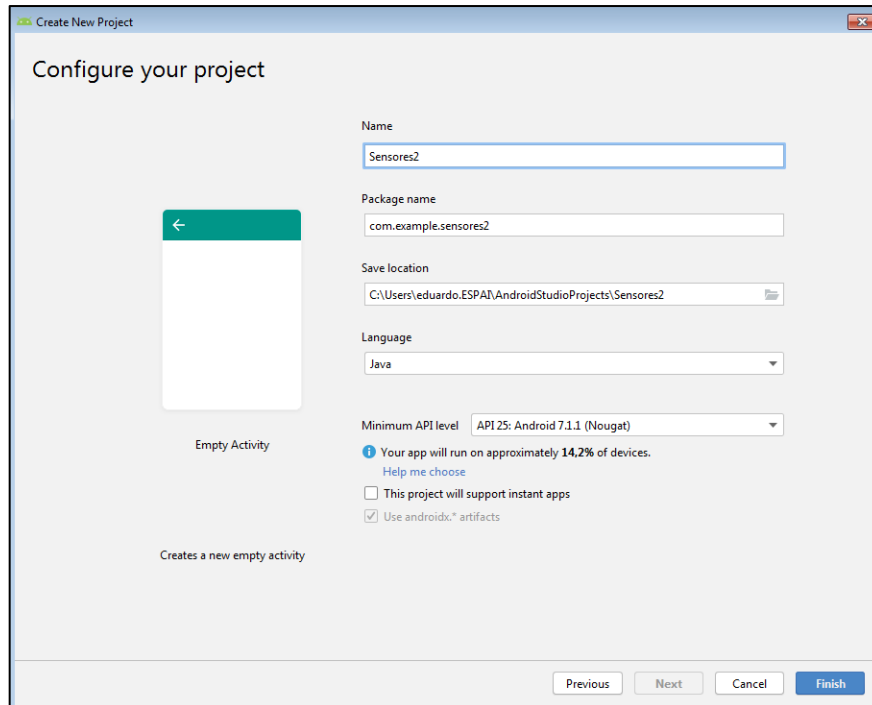 Create New Project
Configure your project
Name
Sensores2
Package name
com.example.sensores2
Save location
C:\Users\eduardo.ESPAI\AndroidStudioProjects\Sensores2
Language
Java
Minimum API level API 25: Android 7.1.1 (Nougat)
Empty Activity
Your app will run on approximately 14,2% of devices.
Help me choose
This project will support instant apps
Use androidx.* artifacts
Creates a new empty activity
Previous Next Cancel Finish